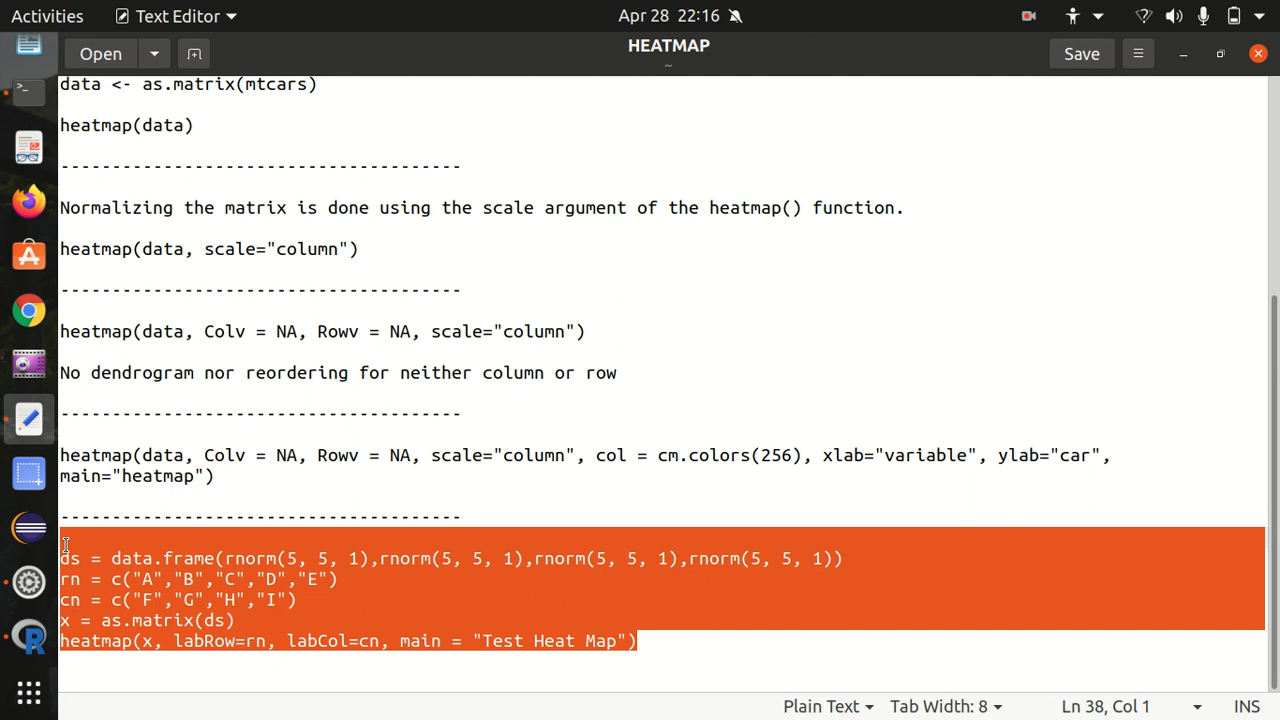 Activities Text Editor Apr 28 22:16
Open HEATMAP Save
~
data <- as.matrix(mtcars)
heatmap(data)
---------------------------------------
Normalizing the matrix is done using the scale argument of the heatmap() function.
heatmap(data, scale="column")
---------------------------------------
heatmap(data, Colv = NA, Rowv = NA, scale="column")
No dendrogram nor reordering for neither column or row
---------------------------------------
heatmap(data, Colv = NA, Rowv = NA, scale="column", col = cm.colors(256), xlab="variable", ylab="car",
main="heatmap")
---------------------------------------
ds = data.frame(rnorm(5, 5, 1),rnorm(5, 5, 1),rnorm(5, 5, 1),rnorm(5, 5, 1))
rn = c("A","B","C","D","E")
cn = c("F","G","H","I")
x = as.matrix(ds)
heatmap(x, labRow=rn, labCol=cn, main = "Test Heat Map")
Plain Text Tab Width: 8 Ln 38, Col 1 INS